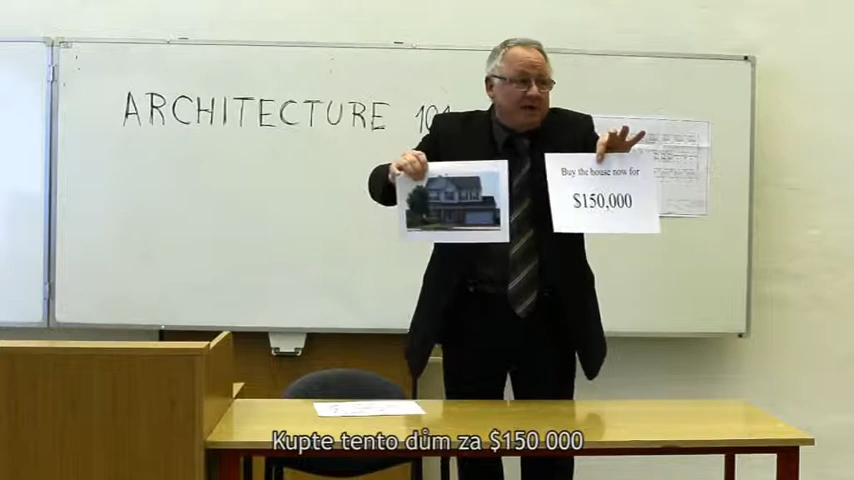 ARCHITECTURE 101
Buy the house now for
$150,000
Kupte tento dům za $150 000